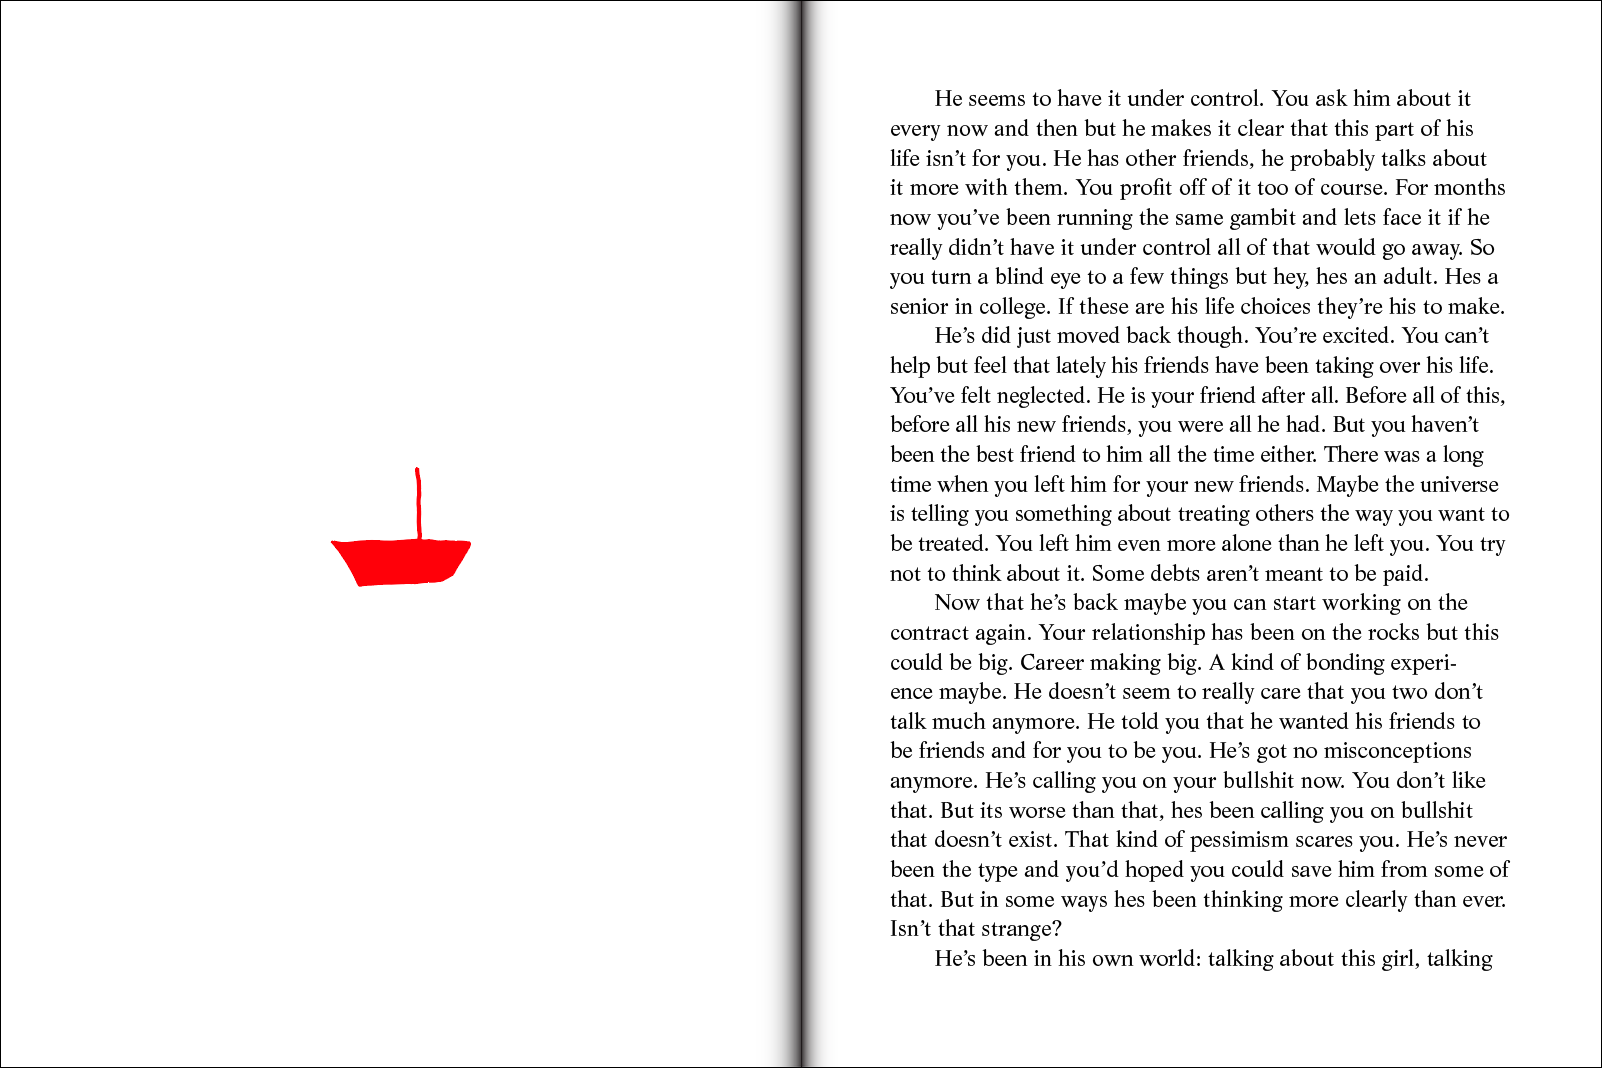 He seems to have it under control. You ask him about it
every now and then but he makes it clear that this part of his
life isn’t for you. He has other friends, he probably talks about
it more with them. You profit off of it too of course. For months
now you’ve been running the same gambit and lets face it if he
really didn’t have it under control all of that would go away. So
you turn a blind eye to a few things but hey, hes an adult. Hes a
senior in college. If these are his life choices they’re his to make.
He’s did just moved back though. You’re excited. You can’t
help but feel that lately his friends have been taking over his life.
You’ve felt neglected. He is your friend after all. Before all of this,
before all his new friends, you were all he had. But you haven’t
been the best friend to him all the time either. There was a long
time when you left him for your new friends. Maybe the universe
is telling you something about treating others the way you want to
be treated. You left him even more alone than he left you. You try
not to think about it. Some debts aren’t meant to be paid.
Now that he’s back maybe you can start working on the
contract again. Your relationship has been on the rocks but this
could be big. Career making big. A kind of bonding experi-
ence maybe. He doesn’t seem to really care that you two don’t
talk much anymore. He told you that he wanted his friends to
be friends and for you to be you. He’s got no misconceptions
anymore. He’s calling you on your bullshit now. You don’t like
that. But its worse than that, hes been calling you on bullshit
that doesn’t exist. That kind of pessimism scares you. He’s never
been the type and you’d hoped you could save him from some of
that. But in some ways hes been thinking more clearly than ever.
Isn’t that strange?
He’s been in his own world: talking about this girl, talking